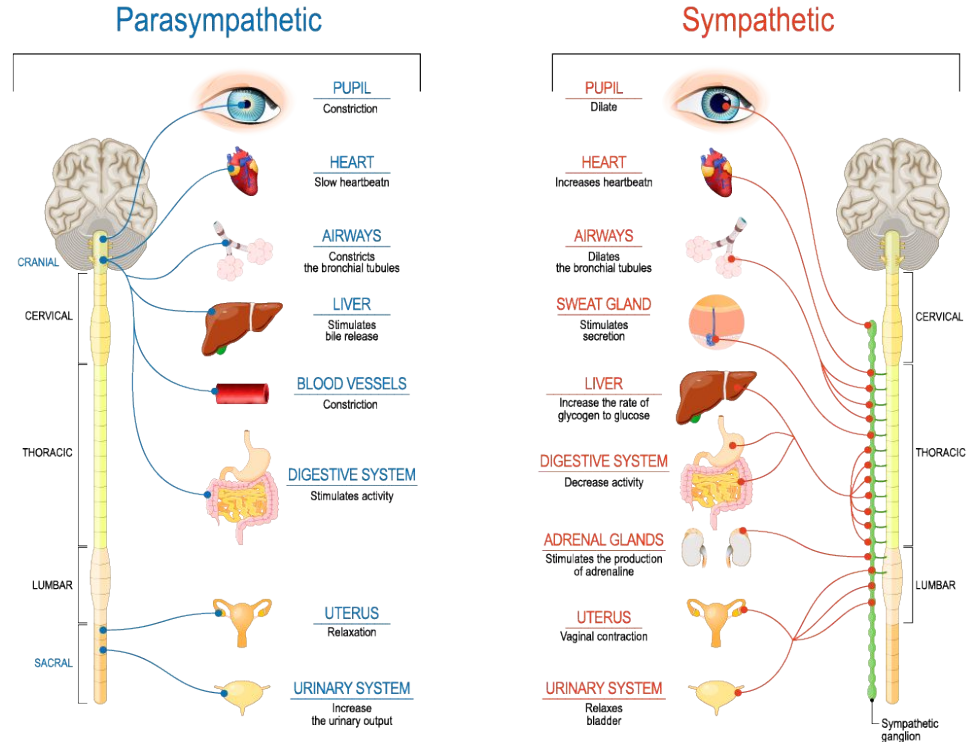 Parasympathetic
PUPIL
Constriction
HEART
Slow heartbeatn
AIRWAYS
Constricts
the bronchial tubules
LIVER
Stimulates
bile release
BLOOD VESSELS
Constriction
DIGESTIVE SYSTEM
Stimulates activity
UTERUS
Relaxation
URINARY SYSTEM
Increase
the urinary output
CRANIAL
CERVICAL
THORACIC
LUMBAR
SACRAL
Sympathetic
PUPIL
Dilate
HEART
Increases heartbeatn
AIRWAYS
Dilates
the bronchial tubules
SWEAT GLAND
Stimulates
secretion
LIVER
Increase the rate of
glycogen to glucose
DIGESTIVE SYSTEM
Decrease activity
ADRENAL GLANDS
Stimulates the production
of adrenaline
UTERUS
Vaginal contraction
URINARY SYSTEM
Relaxes
bladder
CERVICAL
THORACIC
LUMBAR
Sympathetic
ganglion